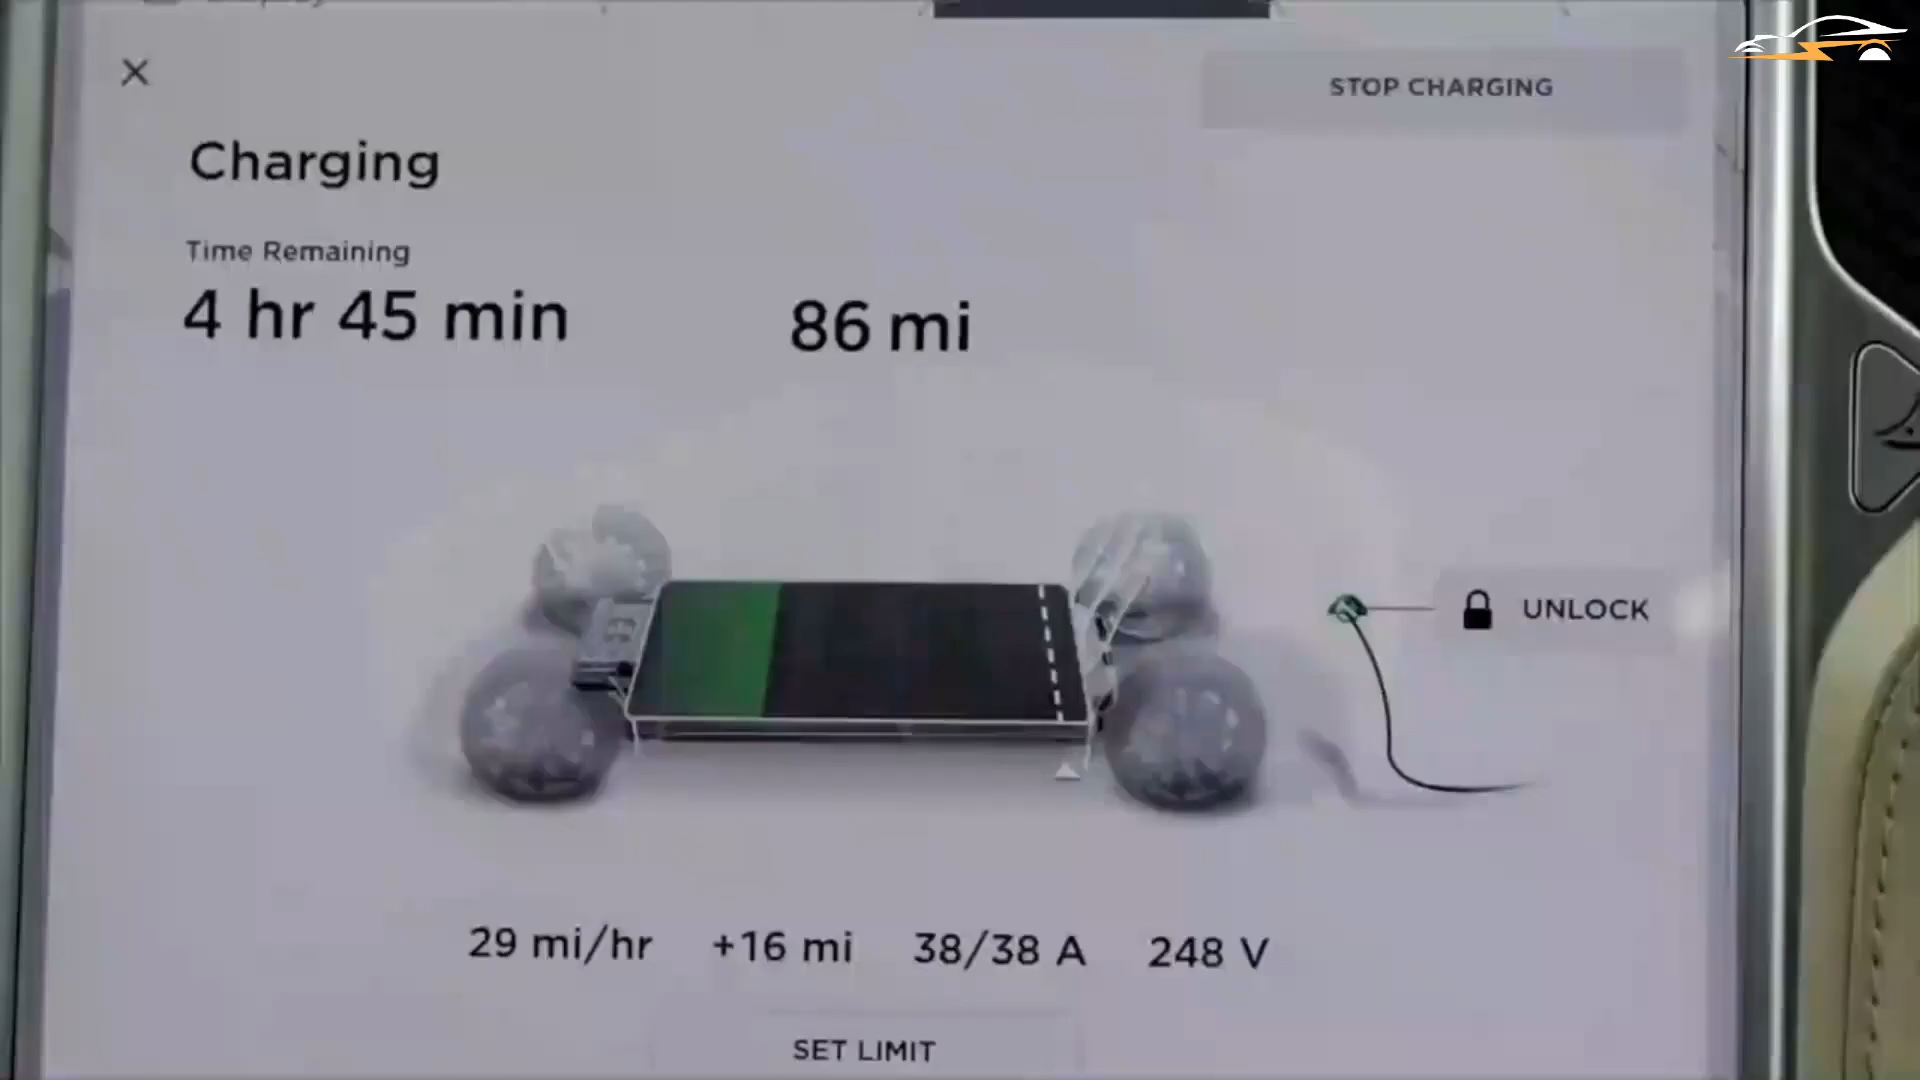 STOP CHARGING
Charging
Time Remaining
4 hr 45 min
86 mi
UNLOCK
29 mi/hr +16 mi 38/38 A 248 V
SET LIMIT